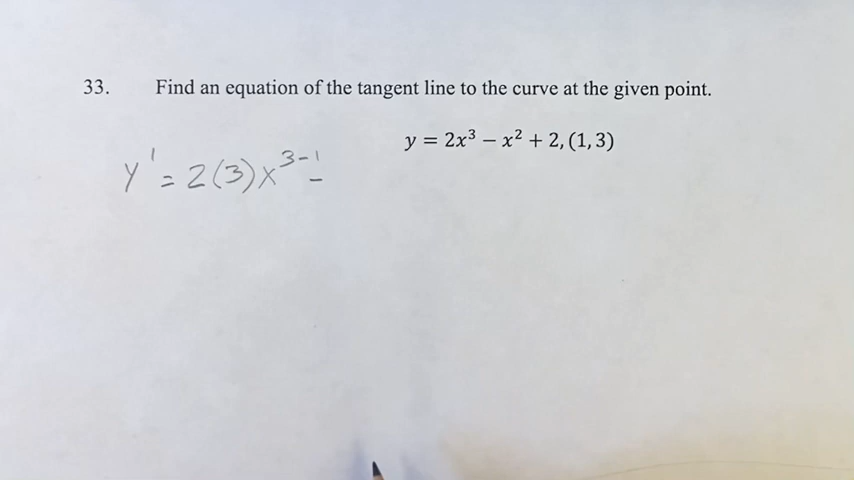 33. Find an equation of the tangent line to the curve at the given point.
y = 2x³ − x² + 2, (1, 3)
y' = 2(3)x³⁻¹ −